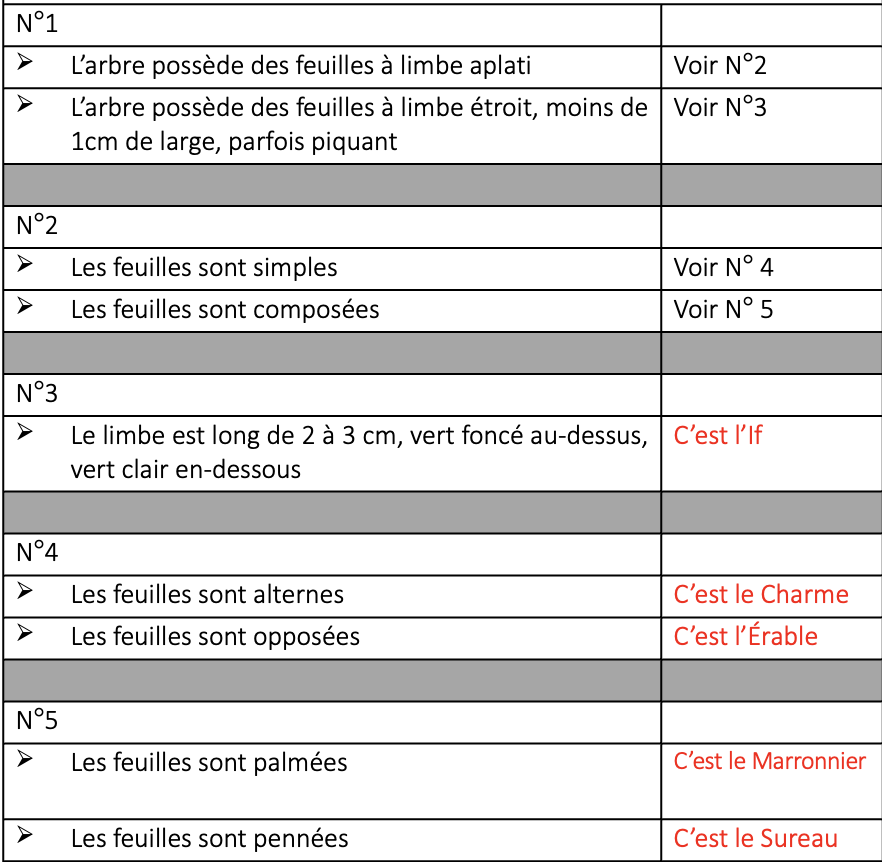 N°1
➢ L’arbre possède des feuilles à limbe aplati Voir N°2
➢ L’arbre possède des feuilles à limbe étroit, moins de Voir N°3
1cm de large, parfois piquant
N°2
➢ Les feuilles sont simples Voir N° 4
➢ Les feuilles sont composées Voir N° 5
N°3
➢ Le limbe est long de 2 à 3 cm, vert foncé au-dessus, C’est l’If
vert clair en-dessous
N°4
➢ Les feuilles sont alternes C’est le Charme
➢ Les feuilles sont opposées C’est l’Érable
N°5
➢ Les feuilles sont palmées C’est le Marronnier
➢ Les feuilles sont pennées C’est le Sureau